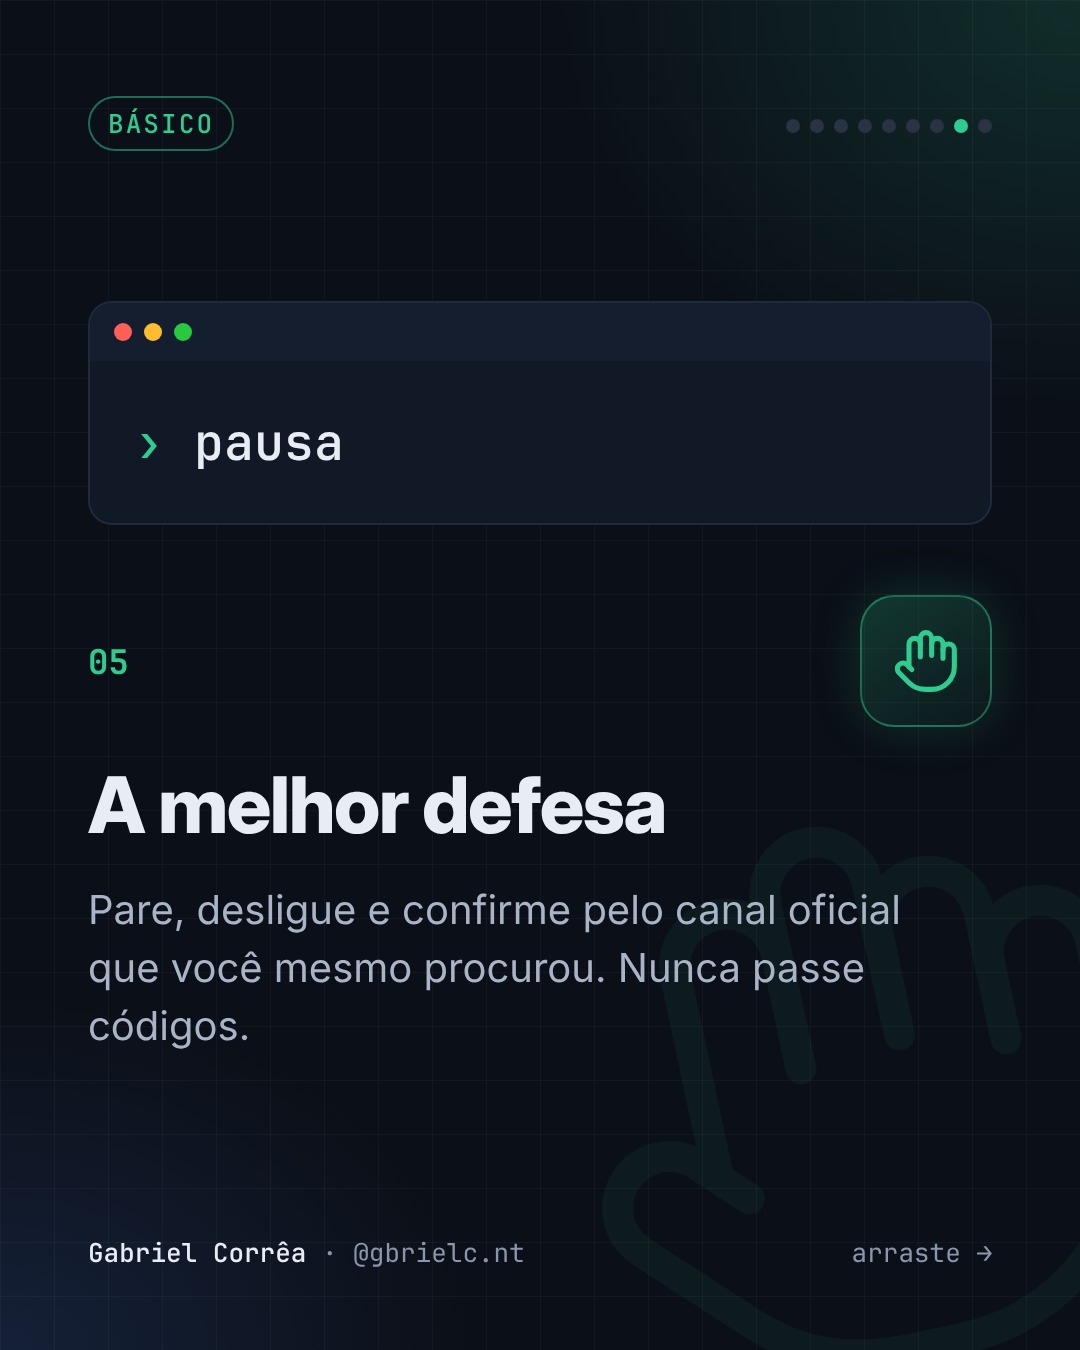 BÁSICO
› pausa
05
A melhor defesa
Pare, desligue e confirme pelo canal oficial
que você mesmo procurou. Nunca passe
códigos.
Gabriel Corrêa · @gbrielc.nt
arraste →